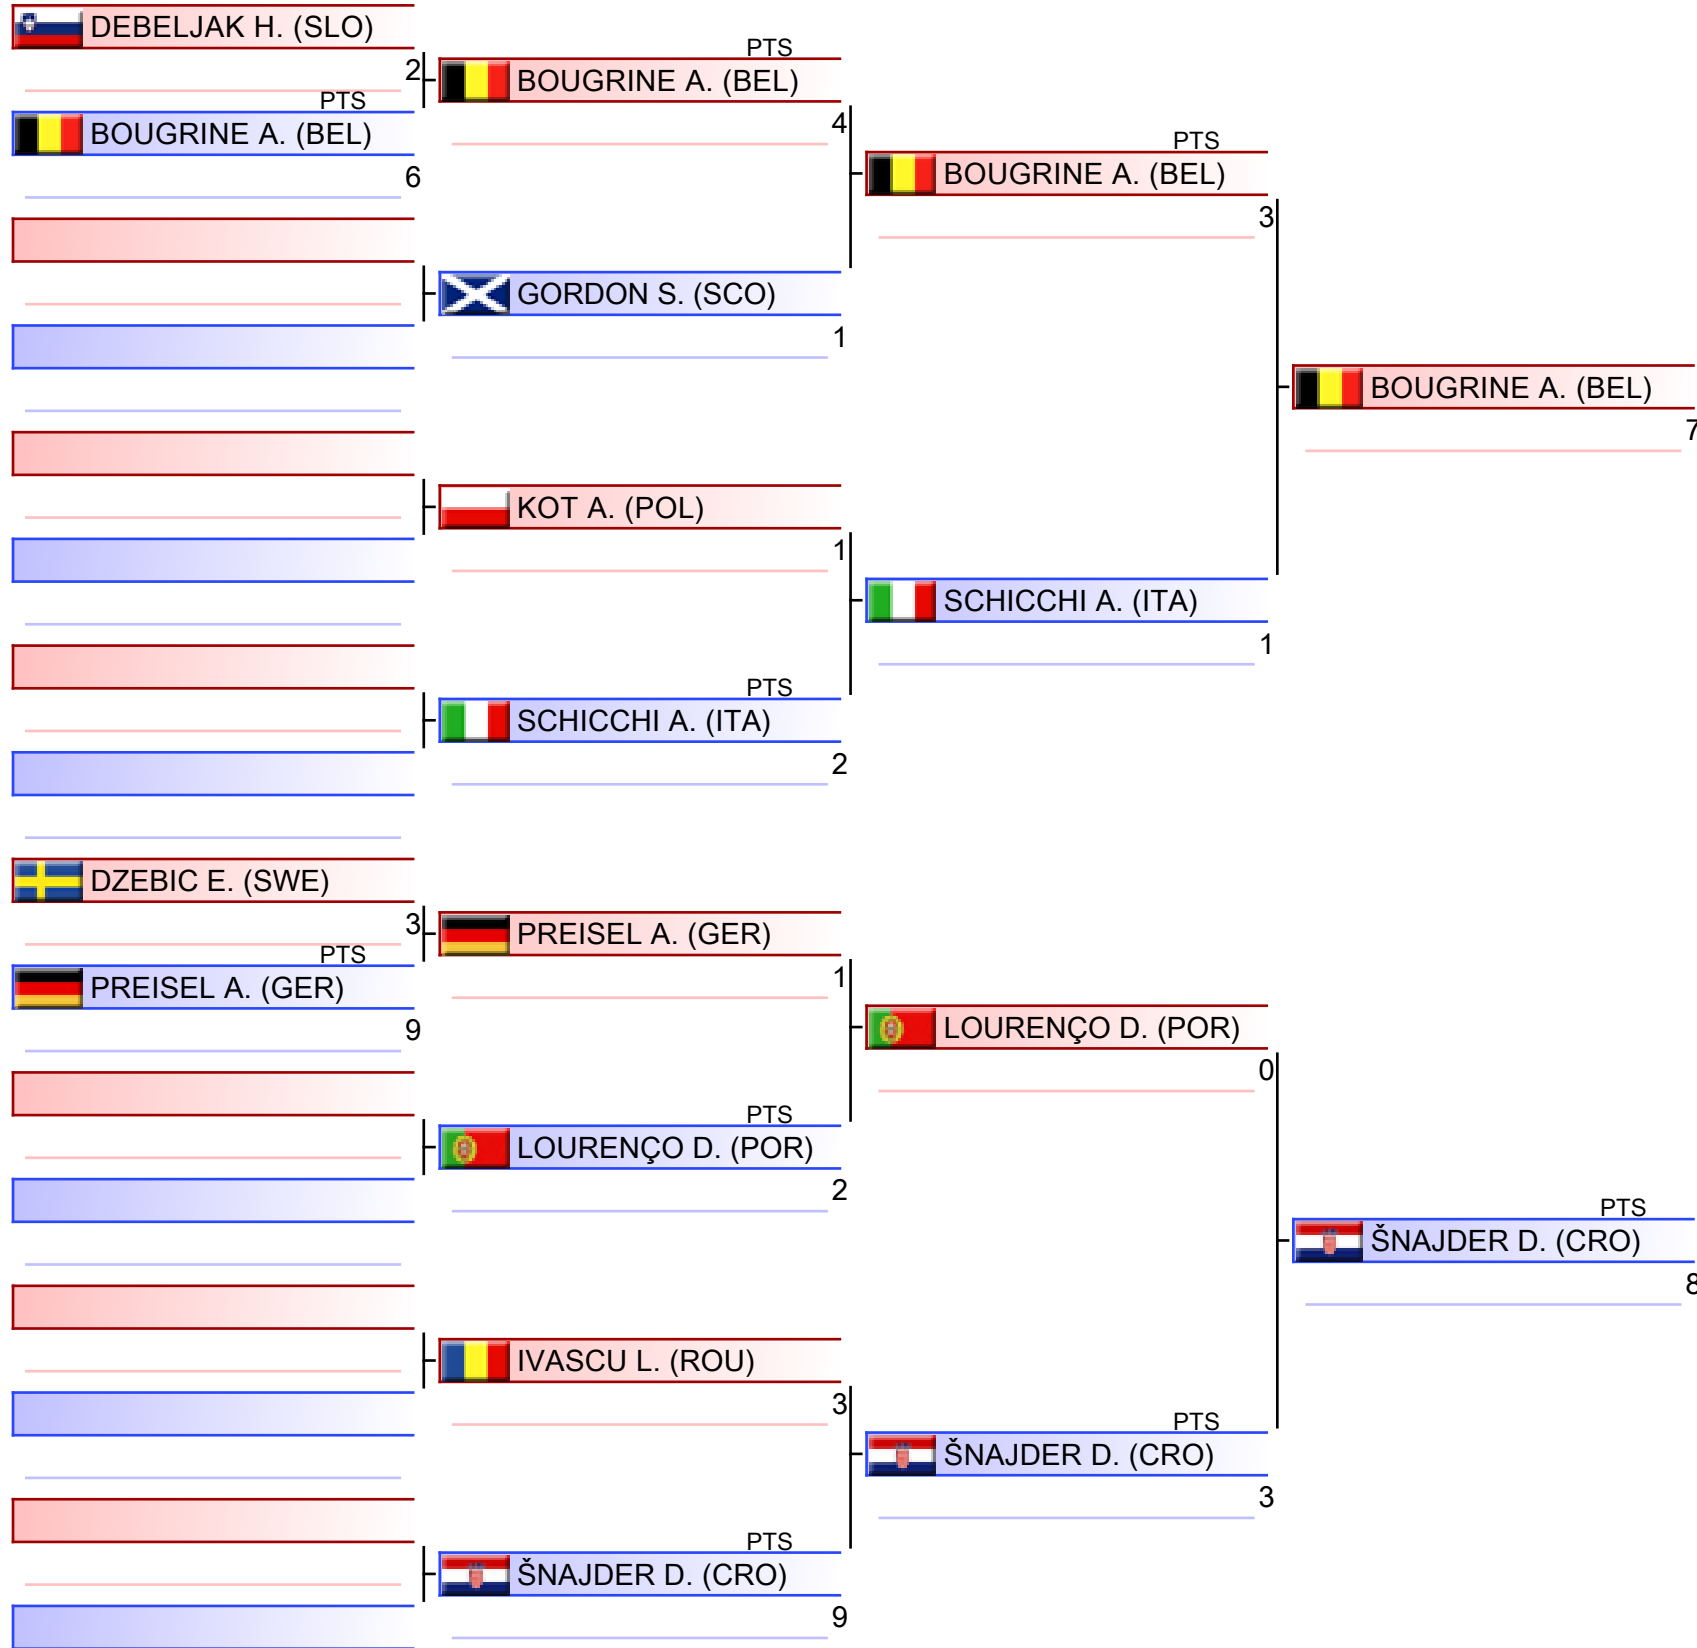 DEBELJAK H. (SLO)
2
PTS
BOUGRINE A. (BEL)
6
PTS
BOUGRINE A. (BEL)
4
GORDON S. (SCO)
1
PTS
BOUGRINE A. (BEL)
3
KOT A. (POL)
1
PTS
SCHICCHI A. (ITA)
2
SCHICCHI A. (ITA)
1
BOUGRINE A. (BEL)
7
DZEBIC E. (SWE)
3
PTS
PREISEL A. (GER)
9
PREISEL A. (GER)
1
PTS
LOURENÇO D. (POR)
2
LOURENÇO D. (POR)
0
IVASCU L. (ROU)
3
PTS
ŠNAJDER D. (CRO)
9
PTS
ŠNAJDER D. (CRO)
3
PTS
ŠNAJDER D. (CRO)
8